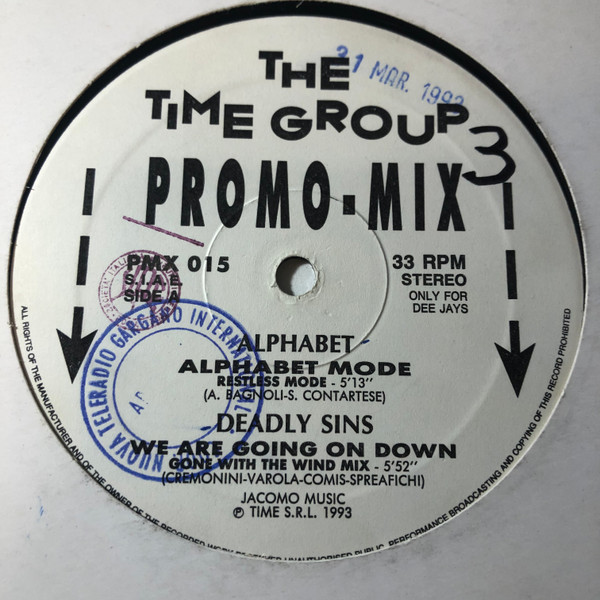 THE
TIME GROUP
31 MAR. 1993
3
PROMO-MIX
PMX 015
S.I.A.E.
SIDE A
33 RPM
STEREO
ONLY FOR
DEE JAYS
NUOVA TELERADIO GARGANO INTERNATIONAL
ALPHABET
ALPHABET MODE
RESTLESS MODE - 5'13"
(A. BAGNOLI-S. CONTARTESE)
DEADLY SINS
WE ARE GOING ON DOWN
GONE WITH THE WIND MIX - 5'52"
(CREMONINI-VAROLA-COMIS-SPREAFICHI)
JACOMO MUSIC
℗ TIME S.R.L. 1993
ALL RIGHTS OF THE MANUFACTURER AND OF THE OWNER OF THE RECORDED WORK RESERVED UNAUTHORISED PUBLIC PERFORMANCE BROADCASTING AND COPYING OF THIS RECORD PROHIBITED